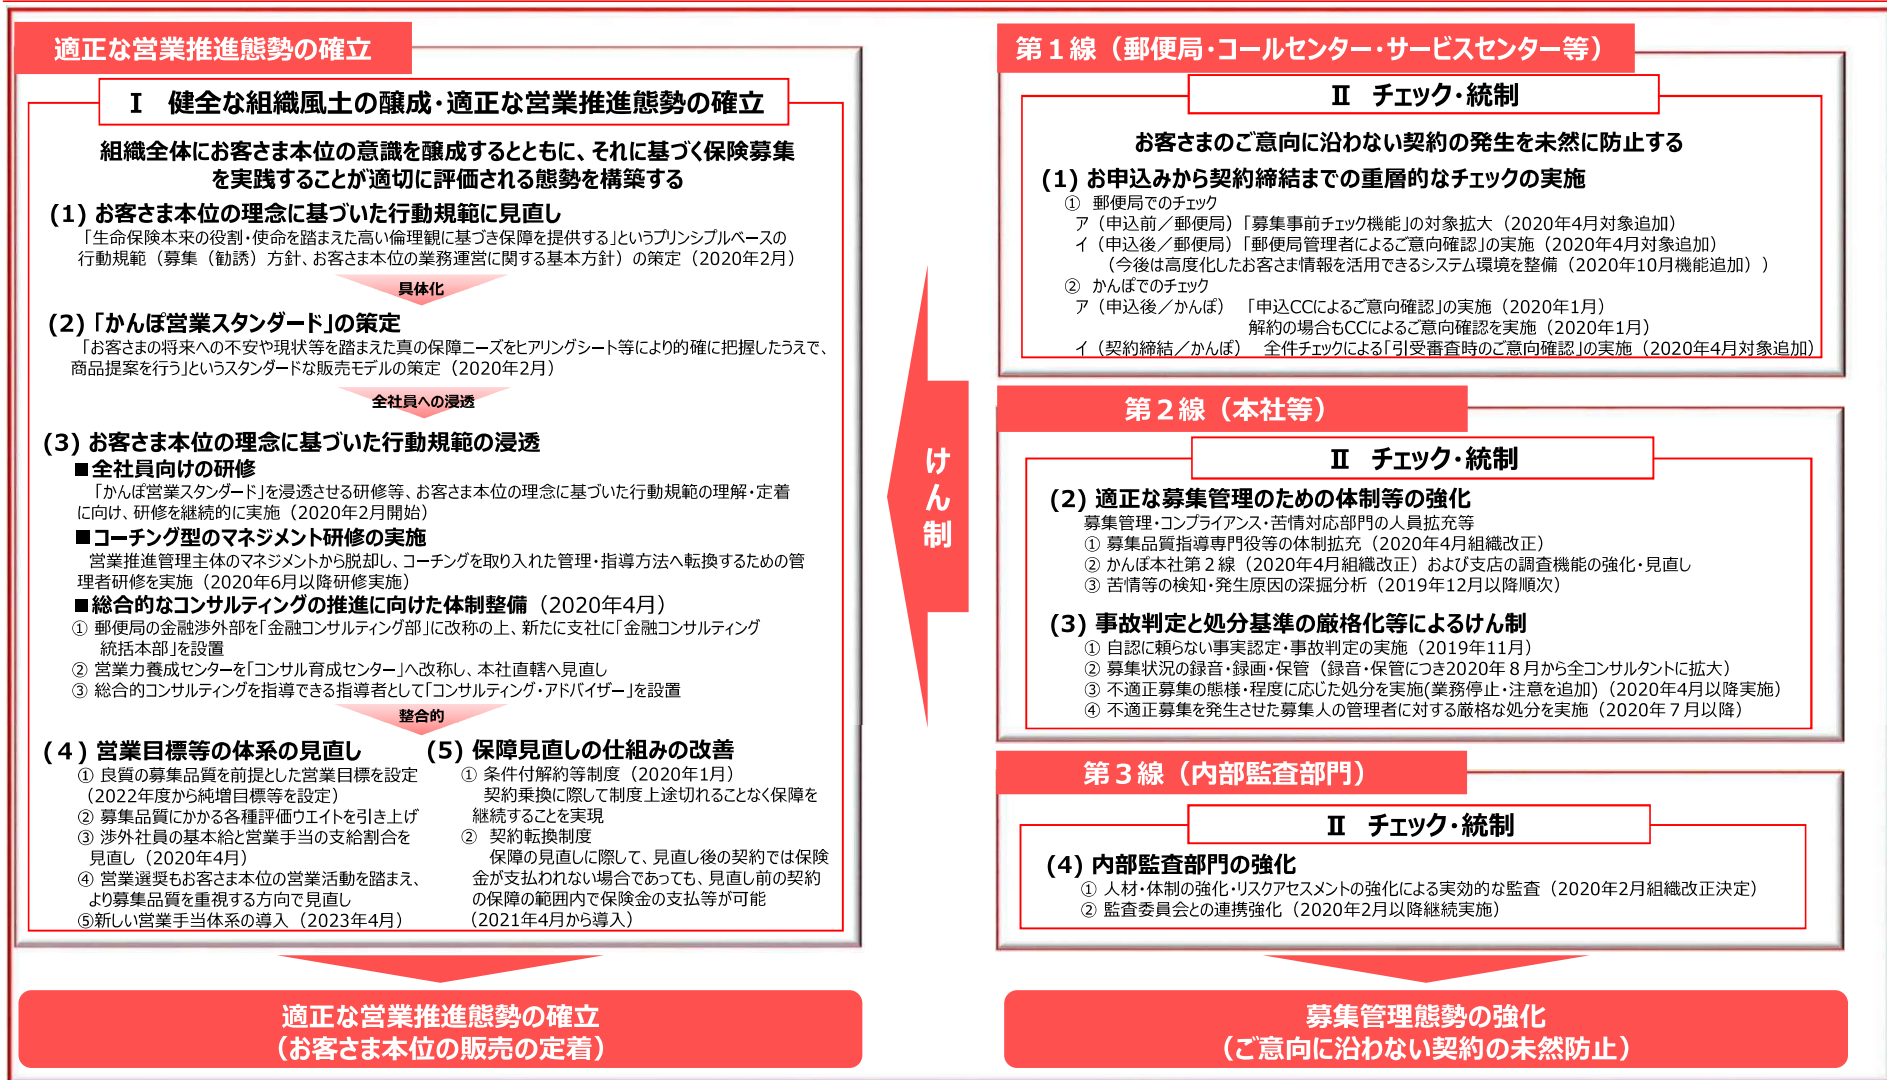 適正な営業推進態勢の確立
Ⅰ　健全な組織風土の醸成・適正な営業推進態勢の確立
組織全体にお客さま本位の意識を醸成するとともに、それに基づく保険募集
を実践することが適切に評価される態勢を構築する
(1) お客さま本位の理念に基づいた行動規範に見直し
「生命保険本来の役割・使命を踏まえた高い倫理観に基づき保障を提供する」というプリンシプルベースの
行動規範（募集（勧誘）方針、お客さま本位の業務運営に関する基本方針）の策定（2020年2月）
具体化
(2)「かんぽ営業スタンダード」の策定
「お客さまの将来への不安や現状等を踏まえた真の保障ニーズをヒアリングシート等により的確に把握したうえで、
商品提案を行う」というスタンダードな販売モデルの策定（2020年2月）
全社員への浸透
(3) お客さま本位の理念に基づいた行動規範の浸透
■全社員向けの研修
「かんぽ営業スタンダード」を浸透させる研修等、お客さま本位の理念に基づいた行動規範の理解・定着
に向け、研修を継続的に実施（2020年2月開始）
■コーチング型のマネジメント研修の実施
営業推進管理主体のマネジメントから脱却し、コーチングを取り入れた管理・指導方法へ転換するための管
理者研修を実施（2020年6月以降研修実施）
■総合的なコンサルティングの推進に向けた体制整備（2020年4月）
① 郵便局の金融渉外部を「金融コンサルティング部」に改称の上、新たに支社に「金融コンサルティング
統括本部」を設置
② 営業力養成センターを「コンサル育成センター」へ改称し、本社直轄へ見直し
③ 総合的コンサルティングを指導できる指導者として「コンサルティング・アドバイザー」を設置
整合的
(４) 営業目標等の体系の見直し
① 良質の募集品質を前提とした営業目標を設定
（2022年度から純増目標等を設定）
② 募集品質にかかる各種評価ウエイトを引き上げ
③ 渉外社員の基本給と営業手当の支給割合を
見直し（2020年4月）
④ 営業選奨もお客さま本位の営業活動を踏まえ、
より募集品質を重視する方向で見直し
⑤新しい営業手当体系の導入（2023年4月）
(5) 保障見直しの仕組みの改善
① 条件付解約等制度（2020年1月）
契約乗換に際して制度上途切れることなく保障を
継続することを実現
② 契約転換制度
保障の見直しに際して、見直し後の契約では保険
金が支払われない場合であっても、見直し前の契約
の保障の範囲内で保険金の支払等が可能
（2021年4月から導入）
適正な営業推進態勢の確立
（お客さま本位の販売の定着）
けん制
第１線（郵便局・コールセンター・サービスセンター等）
Ⅱ　チェック・統制
お客さまのご意向に沿わない契約の発生を未然に防止する
(1) お申込みから契約締結までの重層的なチェックの実施
① 郵便局でのチェック
ア（申込前／郵便局）「募集事前チェック機能」の対象拡大（2020年4月対象追加）
イ（申込後／郵便局）「郵便局管理者によるご意向確認」の実施（2020年4月対象追加）
（今後は高度化したお客さま情報を活用できるシステム環境を整備（2020年10月機能追加））
② かんぽでのチェック
ア（申込後／かんぽ）　「申込CCによるご意向確認」の実施（2020年1月）
解約の場合もCCによるご意向確認を実施（2020年1月）
イ（契約締結／かんぽ）　全件チェックによる「引受審査時のご意向確認」の実施（2020年4月対象追加）
第２線（本社等）
Ⅱ　チェック・統制
(2) 適正な募集管理のための体制等の強化
募集管理・コンプライアンス・苦情対応部門の人員拡充等
① 募集品質指導専門役等の体制拡充（2020年4月組織改正）
② かんぽ本社第２線（2020年4月組織改正）および支店の調査機能の強化・見直し
③ 苦情等の検知・発生原因の深掘分析（2019年12月以降順次）
(3) 事故判定と処分基準の厳格化等によるけん制
① 自認に頼らない事実認定・事故判定の実施（2019年11月）
② 募集状況の録音・録画・保管（録音・保管につき2020年８月から全コンサルタントに拡大）
③ 不適正募集の態様・程度に応じた処分を実施(業務停止・注意を追加)（2020年4月以降実施）
④ 不適正募集を発生させた募集人の管理者に対する厳格な処分を実施（2020年７月以降）
第３線（内部監査部門）
Ⅱ　チェック・統制
(4) 内部監査部門の強化
① 人材・体制の強化・リスクアセスメントの強化による実効的な監査（2020年2月組織改正決定）
② 監査委員会との連携強化（2020年2月以降継続実施）
募集管理態勢の強化
（ご意向に沿わない契約の未然防止）